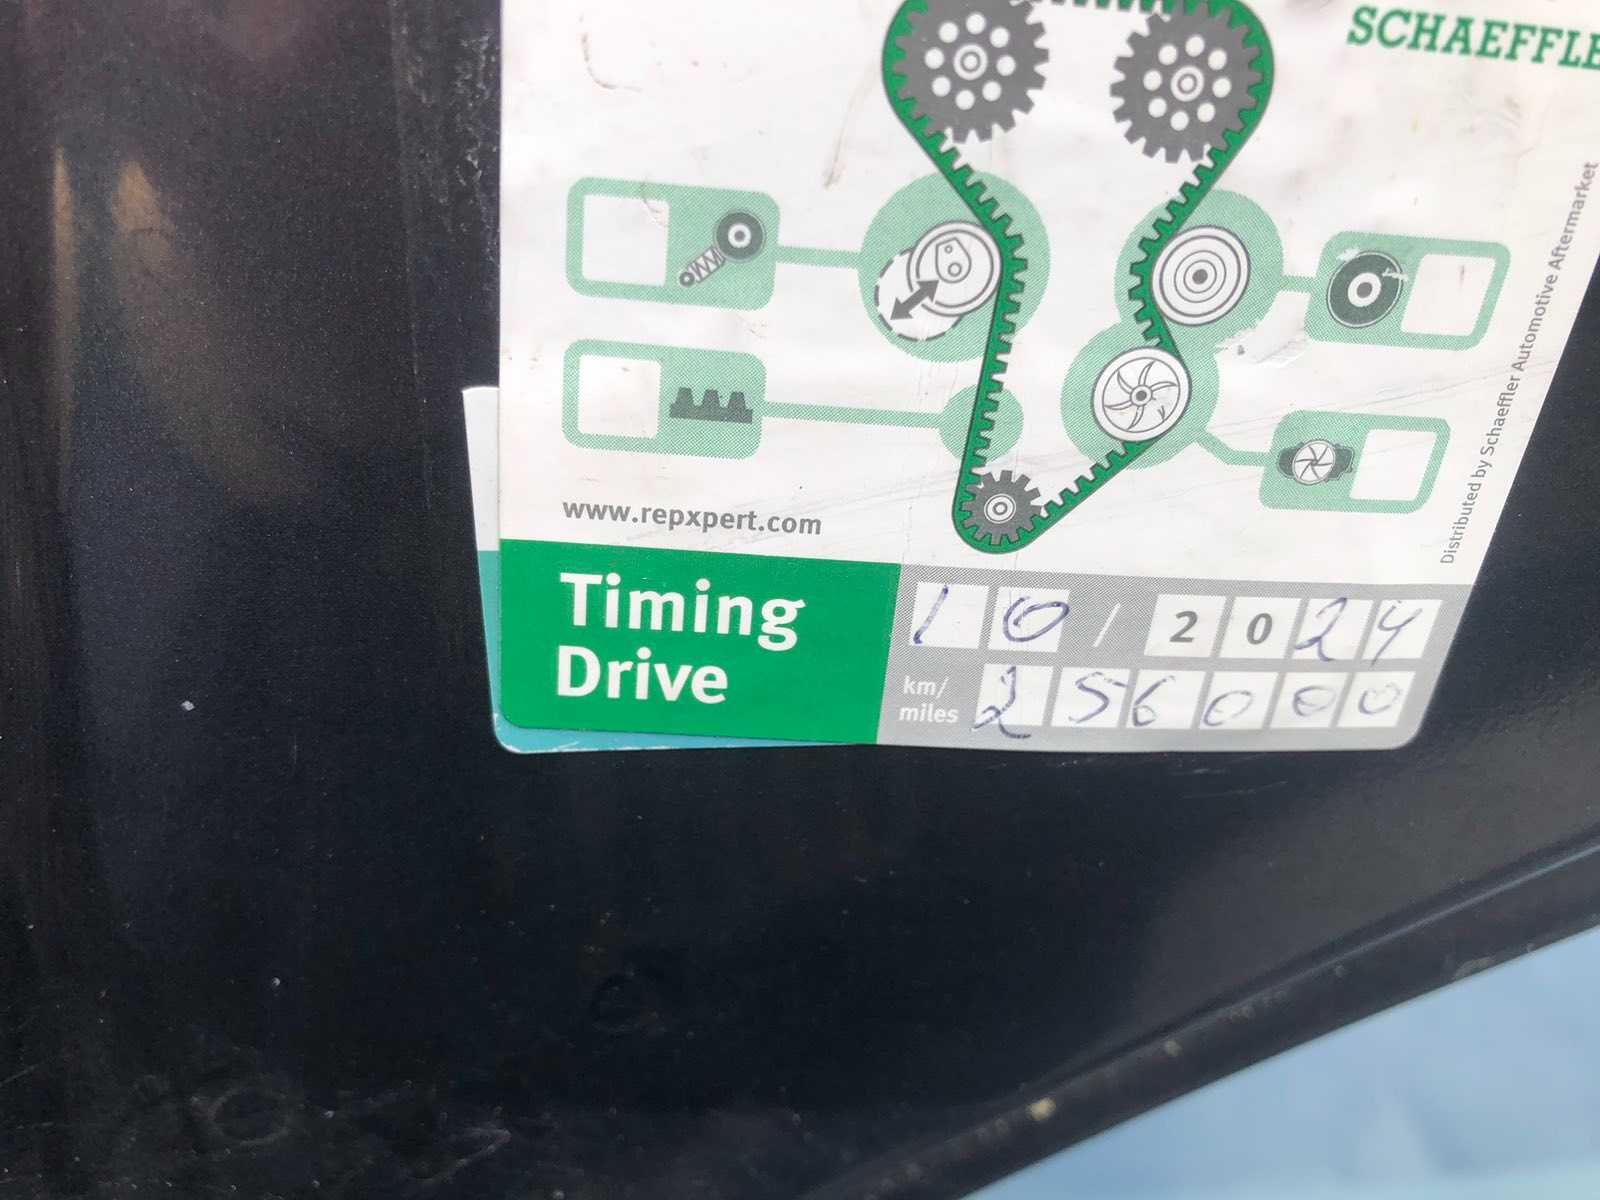 SCHAEFFLE
Distributed by Schaeffler Automotive Aftermarket
www.repxpert.com
Timing
Drive
10/2024
km/
miles
256000